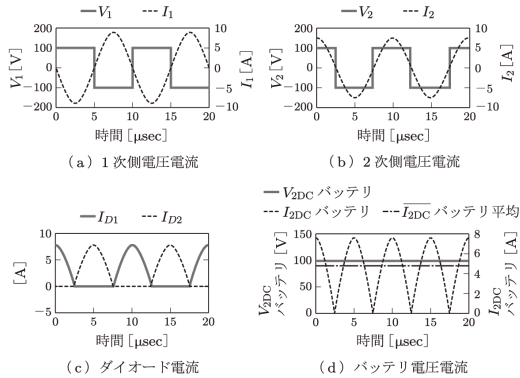 V1 I1
V2 I2
200 100 0 −100 −200
10 5 0 −5 −10
200 100 0 −100 −200
10 5 0 −5 −10
V1 [V]
I1 [A]
V2 [V]
I2 [A]
0 5 10 15 20
0 5 10 15 20
時間 [μsec]
時間 [μsec]
(a) 1次側電圧電流
(b) 2次側電圧電流
ID1 ID2
V2DC バッテリ
I2DC バッテリ I2DC バッテリ平均
10 5 0 −5
150 100 50 0
8 6 4 2 0
[A]
V2DC バッテリ [V]
I2DC バッテリ [A]
0 5 10 15 20
0 5 10 15 20
時間 [μsec]
時間 [μsec]
(c) ダイオード電流
(d) バッテリ電圧電流